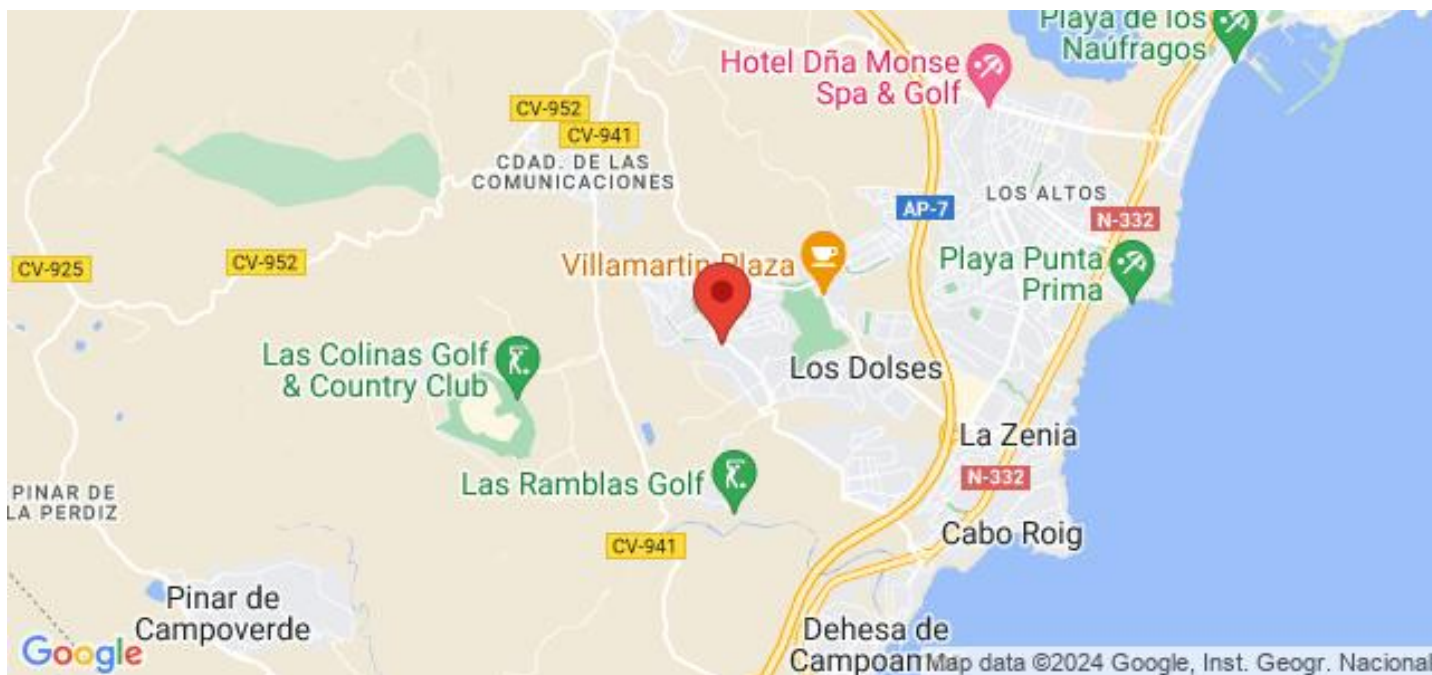 Playa de los
Naúfragos
Hotel Dña Monse
Spa & Golf
CV-952
CV-941
CDAD. DE LAS
COMUNICACIONES
LOS ALTOS
AP-7
N-332
CV-925
CV-952
Villamartin Plaza
Playa Punta
Prima
Las Colinas Golf
& Country Club
Los Dolses
La Zenia
N-332
Las Ramblas Golf
PINAR DE
LA PERDIZ
Cabo Roig
CV-941
Pinar de
Campoverde
Dehesa de
Campoam
Google
Map data ©2024 Google, Inst. Geogr. Nacional